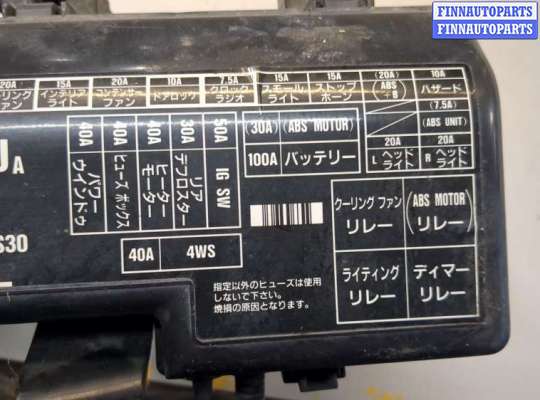 FINNAUTOPARTS
FINNAUTOPARTS
20A 15A 20A 10A 7.5A 15A 15A (20A) 10A
ーリング インテリア コンデンサー ドアロック クロック スモール ストップ (ABS ハザード
ファン ライト ファン ラジオ ライト ホーン +B)
(7.5A)
(ABS UNIT)
20A 20A
L ヘッドライト R ヘッドライト
40A パワーウインドウ
40A ヒューズ ボックス
40A ヒーターモーター
30A リアデフロスター
50A IG SW
(30A) (ABS MOTOR)
100A バッテリー
A
S30
40A 4WS
クーリング ファン リレー
(ABS MOTOR) リレー
ライティング リレー
ディマー リレー
指定以外のヒューズは使用
しないで下さい。
焼損の原因となります。